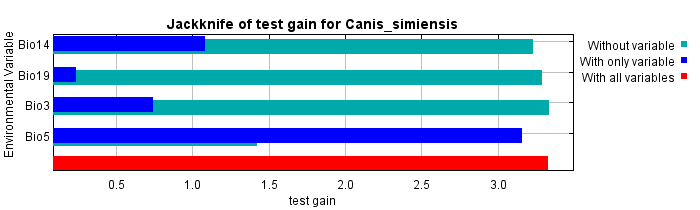 Jackknife of test gain for Canis_simiensis
Environmental Variable
Bio14
Bio19
Bio3
Bio5
Without variable
With only variable
With all variables
0.5 1.0 1.5 2.0 2.5 3.0
test gain